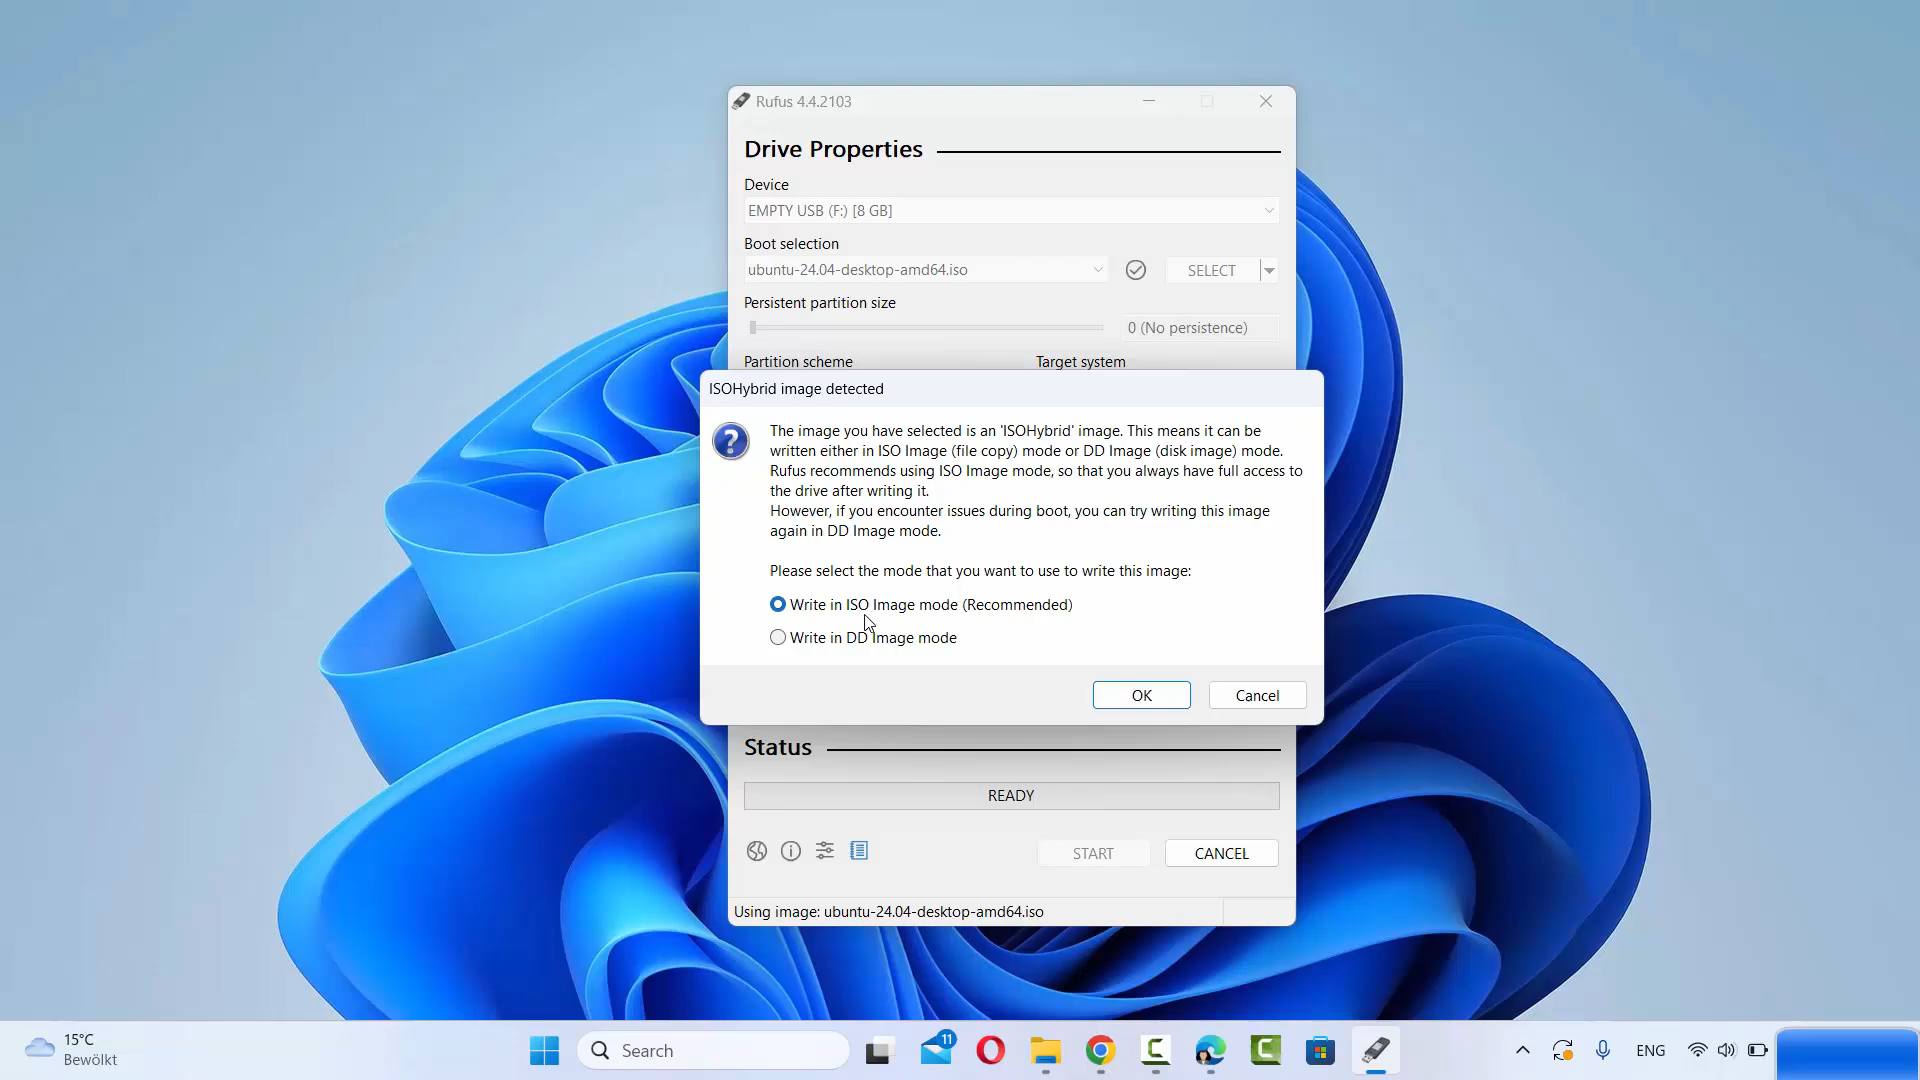 Rufus 4.4.2103
Drive Properties
Device
EMPTY USB (F:) [8 GB]
Boot selection
ubuntu-24.04-desktop-amd64.iso
SELECT
Persistent partition size
0 (No persistence)
Partition scheme
Target system
ISOHybrid image detected
The image you have selected is an 'ISOHybrid' image. This means it can be
written either in ISO Image (file copy) mode or DD Image (disk image) mode.
Rufus recommends using ISO Image mode, so that you always have full access to
the drive after writing it.
However, if you encounter issues during boot, you can try writing this image
again in DD Image mode.
Please select the mode that you want to use to write this image:
Write in ISO Image mode (Recommended)
Write in DD Image mode
OK
Cancel
Status
READY
START
CANCEL
Using image: ubuntu-24.04-desktop-amd64.iso
15°C
Bewölkt
Search
11
ENG